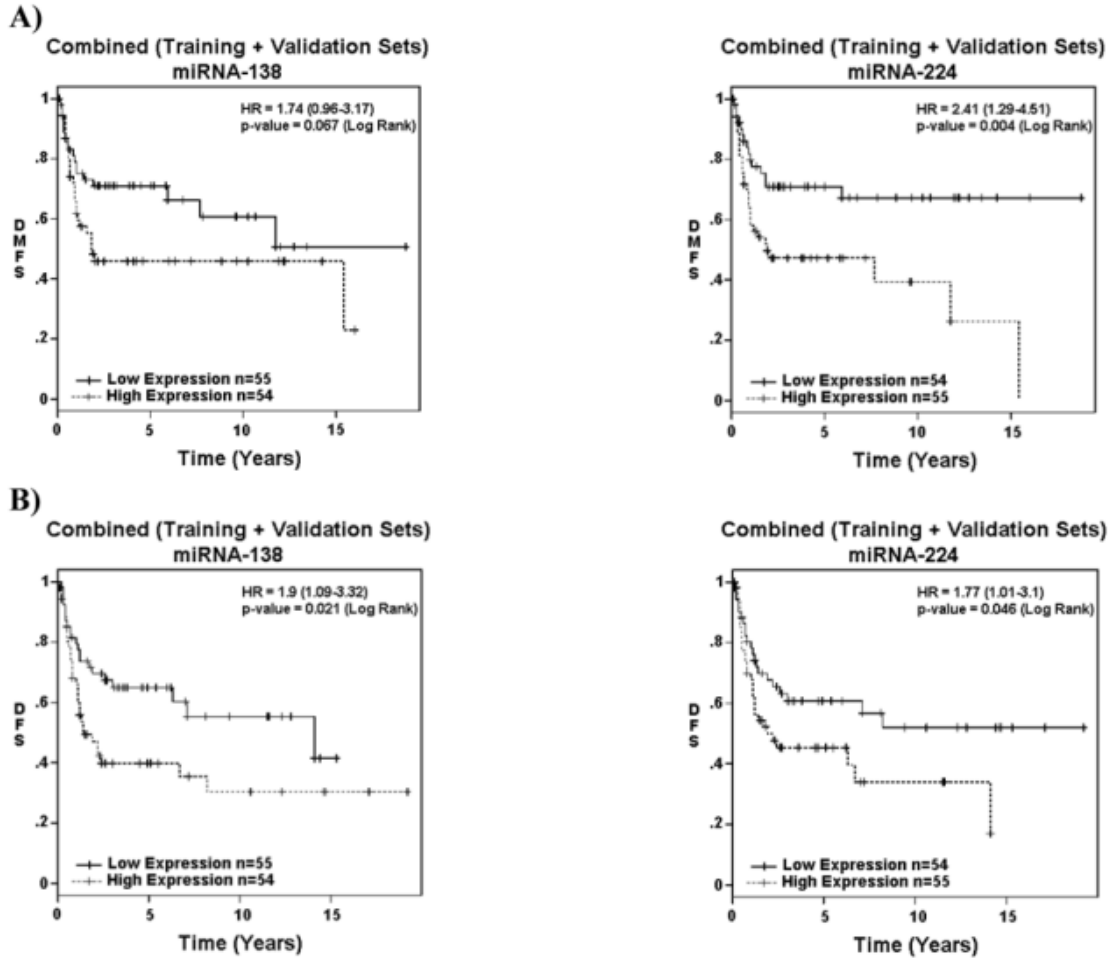 A)
Combined (Training + Validation Sets)
miRNA-138
HR = 1.74 (0.96-3.17)
p-value = 0.067 (Log Rank)
1
.8
.6
.4
.2
0
DMFS
Low Expression n=55
High Expression n=54
0 5 10 15
Time (Years)
Combined (Training + Validation Sets)
miRNA-224
HR = 2.41 (1.29-4.51)
p-value = 0.004 (Log Rank)
1
.8
.6
.4
.2
0
DMFS
Low Expression n=54
High Expression n=55
0 5 10 15
Time (Years)
B)
Combined (Training + Validation Sets)
miRNA-138
HR = 1.9 (1.09-3.32)
p-value = 0.021 (Log Rank)
1
.8
.6
.4
.2
0
DFS
Low Expression n=55
High Expression n=54
0 5 10 15
Time (Years)
Combined (Training + Validation Sets)
miRNA-224
HR = 1.77 (1.01-3.1)
p-value = 0.046 (Log Rank)
1
.8
.6
.4
.2
0
DFS
Low Expression n=54
High Expression n=55
0 5 10 15
Time (Years)